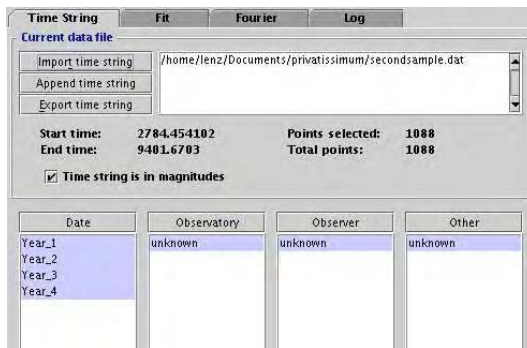 Time String Fit Fourier Log
Current data file
Import time string
Append time string
Export time string
/home/lenz/Documents/privatissimum/secondsample.dat
Start time: 2784.454102 Points selected: 1088
End time: 9401.6703 Total points: 1088
Time string is in magnitudes
Date Observatory Observer Other
Year_1 unknown unknown unknown
Year_2
Year_3
Year_4